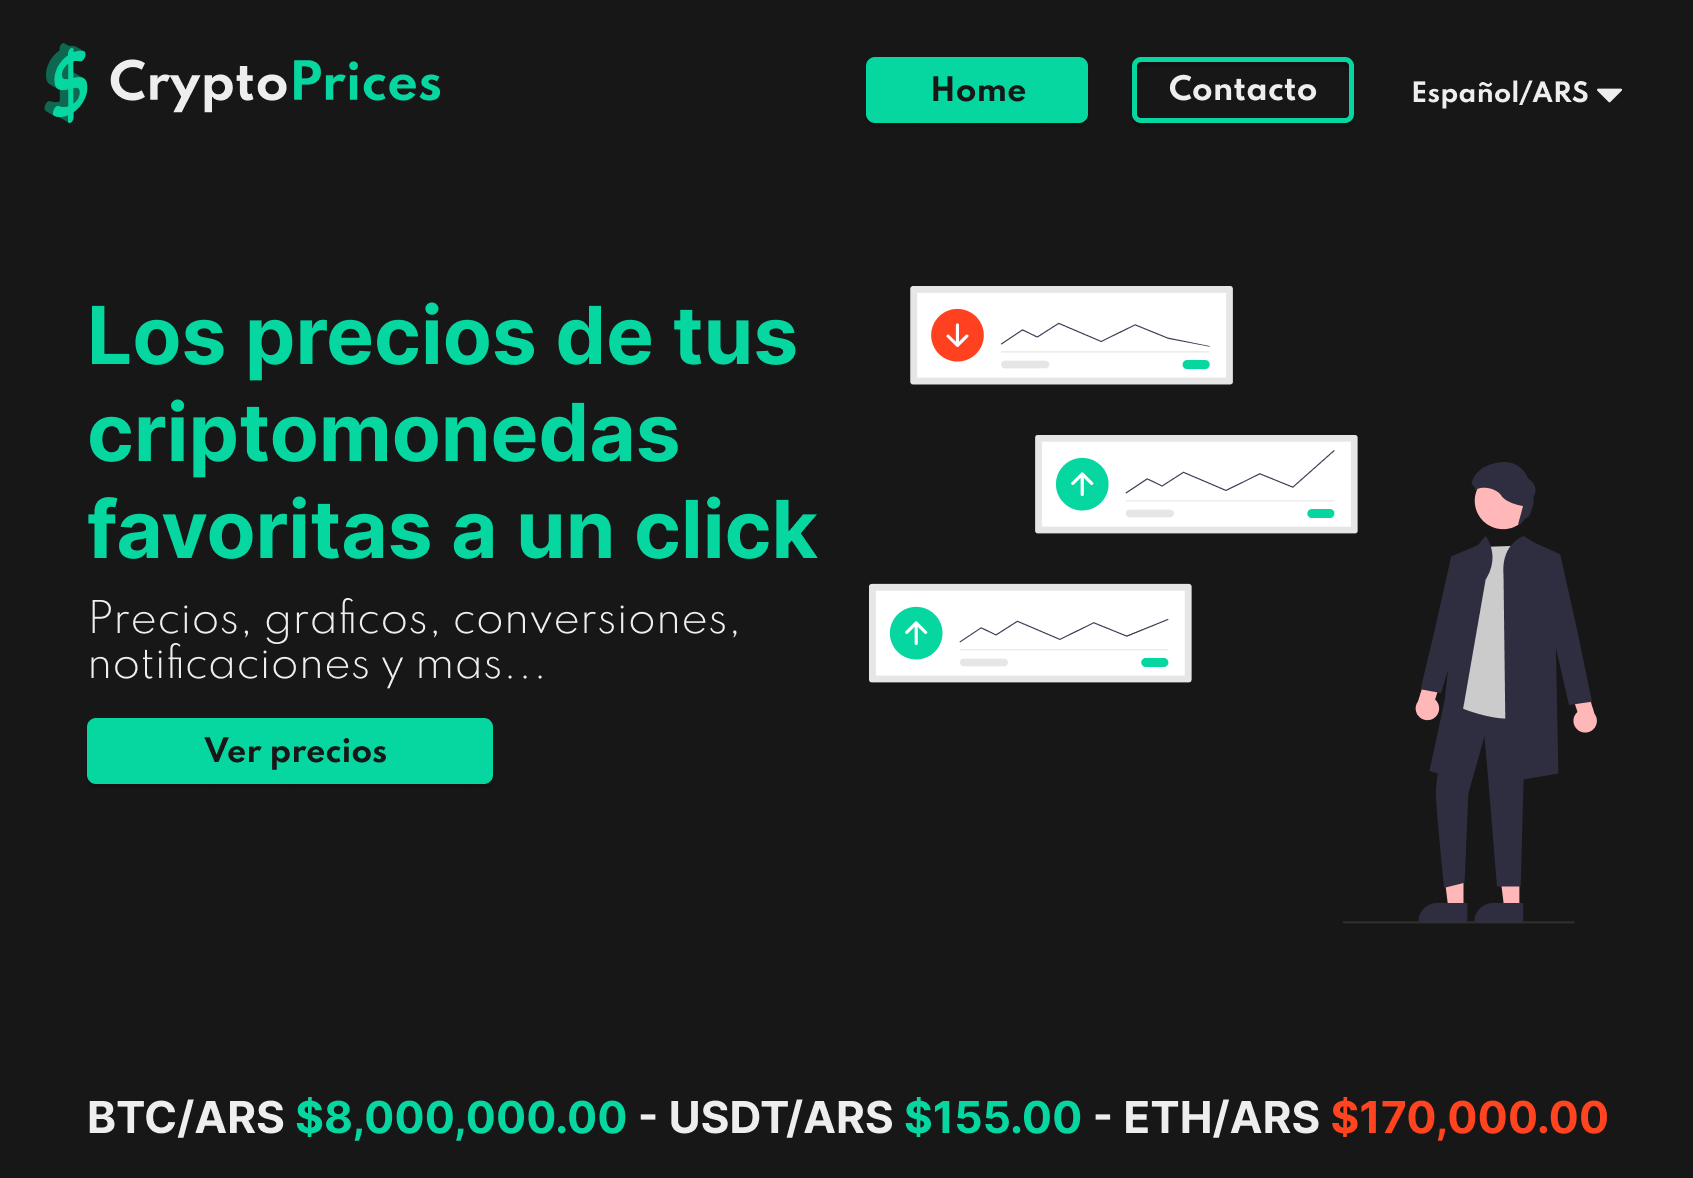 CryptoPrices
Home
Contacto
Español/ARS
Los precios de tus
criptomonedas
favoritas a un click
Precios, graficos, conversiones,
notificaciones y mas...
Ver precios
BTC/ARS $8,000,000.00 - USDT/ARS $155.00 - ETH/ARS $170,000.00